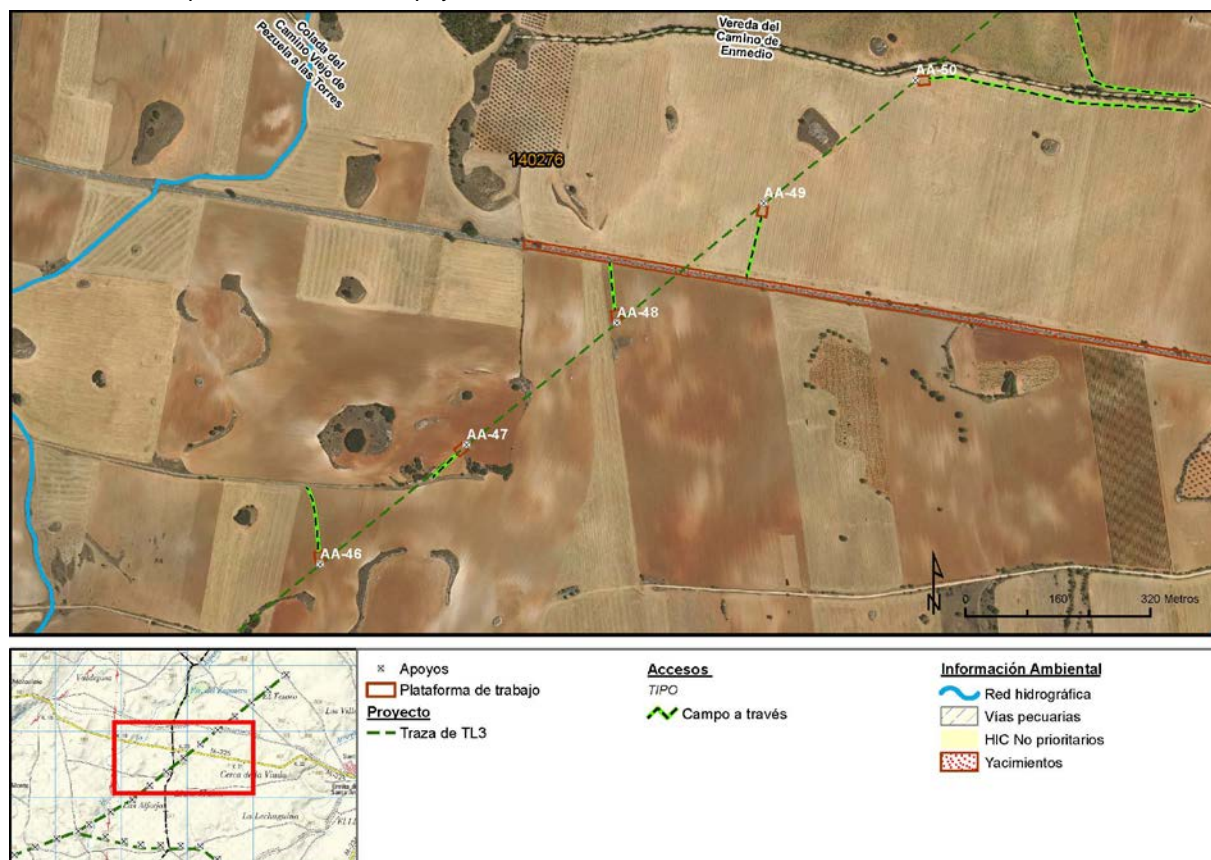 Colada del
Camino Viejo de
Pezuela a las Torres
Vereda del
Camino de
Enmedio
AA-50
140276
AA-49
AA-48
AA-47
AA-46
0 160 320 Metros
Apoyos
Plataforma de trabajo
Proyecto
Traza de TL3
Accesos
TIPO
Campo a través
Información Ambiental
Red hidrográfica
Vías pecuarias
HIC No prioritarios
Yacimientos
El Tesoro
Cerca de la Viuda